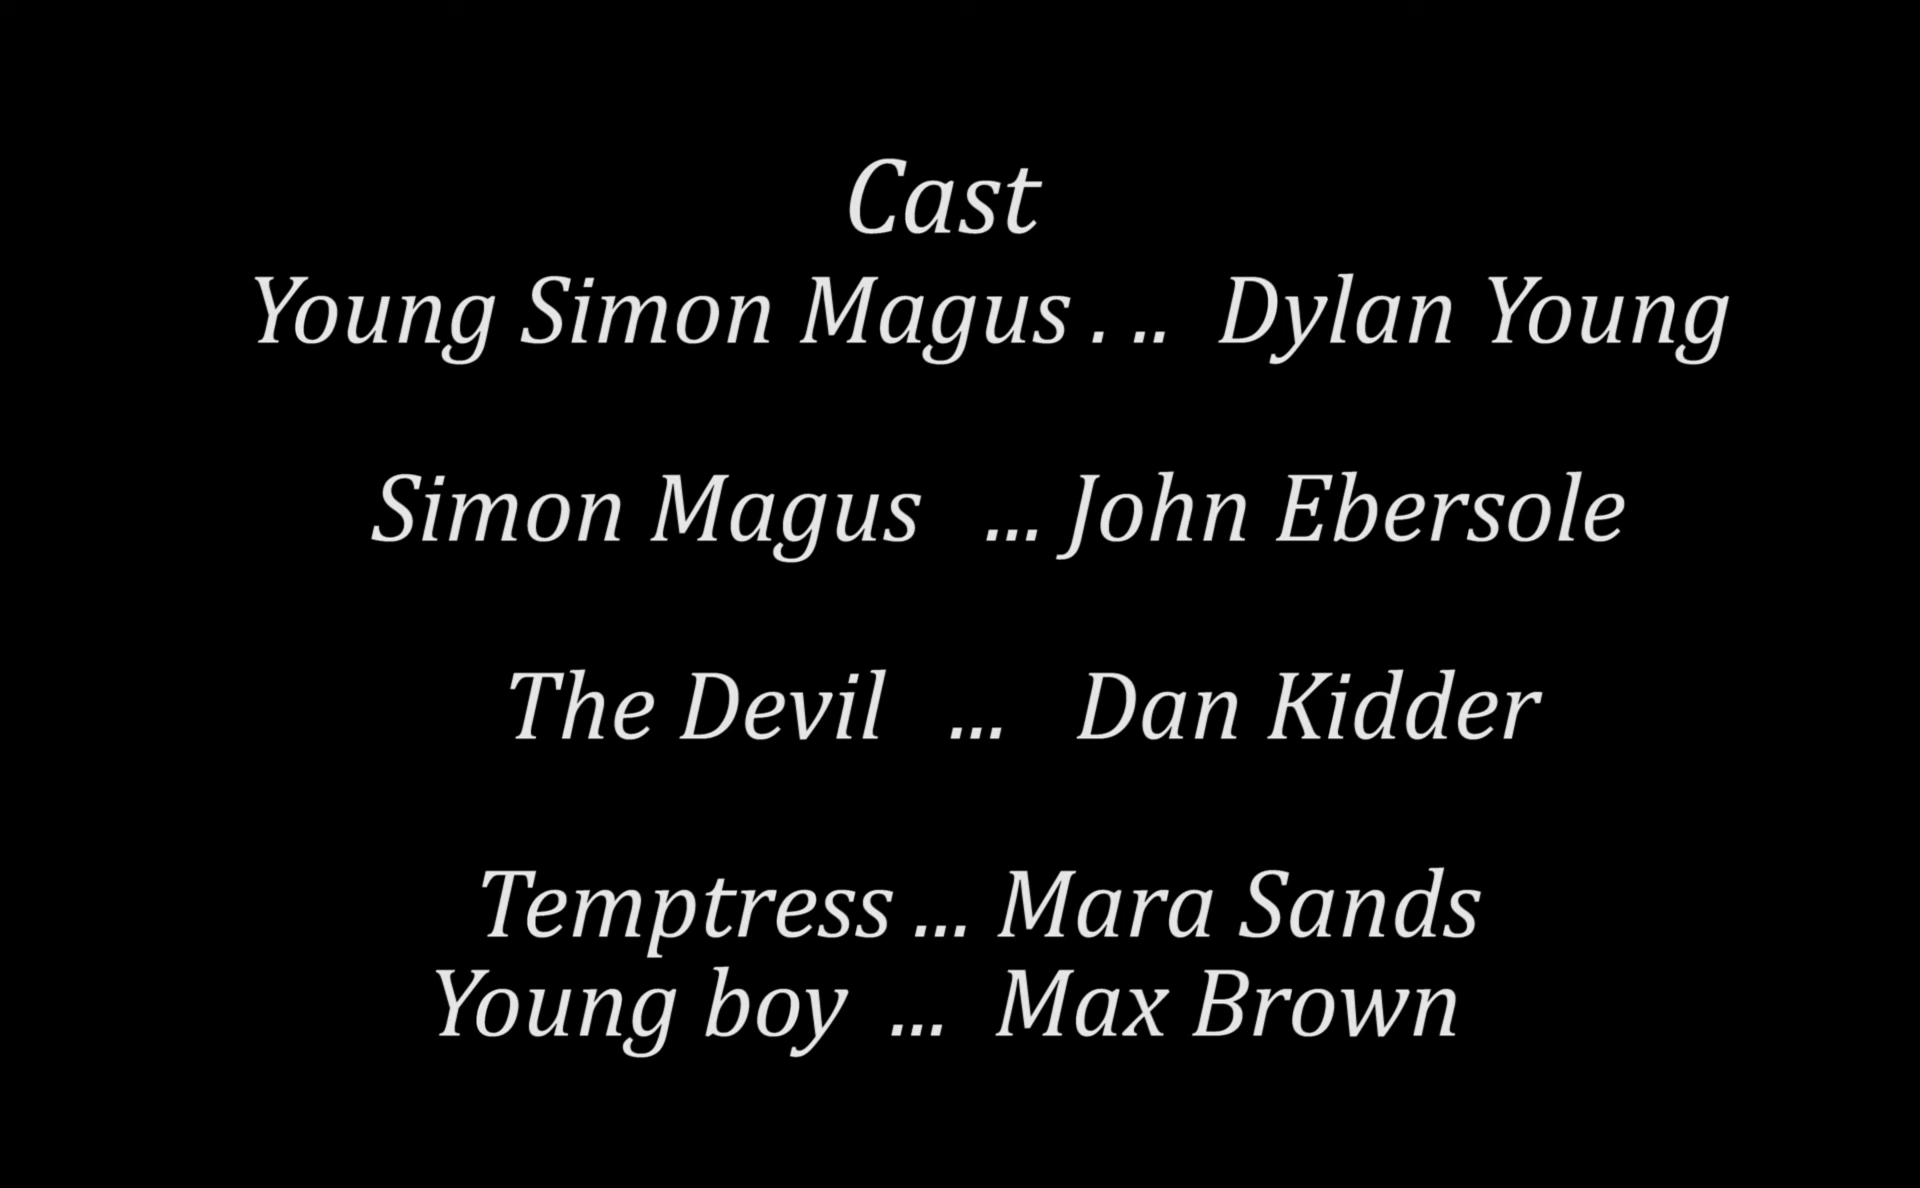 Cast
Young Simon Magus . .. Dylan Young
Simon Magus ... John Ebersole
The Devil ... Dan Kidder
Temptress ... Mara Sands
Young boy ... Max Brown